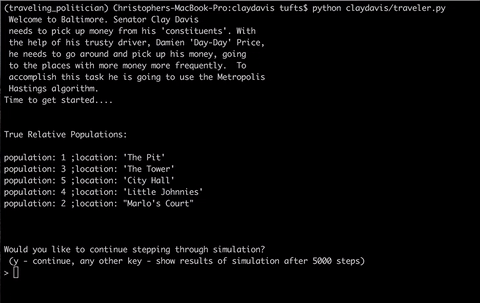 (traveling_politician) Christophers-MacBook-Pro:claydavis tufts$ python claydavis/traveler.py
Welcome to Baltimore. Senator Clay Davis
needs to pick up money from his 'constituents'. With
the help of his trusty driver, Damien 'Day-Day' Price,
he needs to go around and pick up his money, going
to the places with more money more frequently.  To
accomplish this task he is going to use the Metropolis
Hastings algorithm.
Time to get started....
True Relative Populations:
population: 1 ;location: 'The Pit'
population: 3 ;location: 'The Tower'
population: 5 ;location: 'City Hall'
population: 4 ;location: 'Little Johnnies'
population: 2 ;location: "Marlo's Court"
Would you like to continue stepping through simulation?
(y - continue, any other key - show results of simulation after 5000 steps)
>